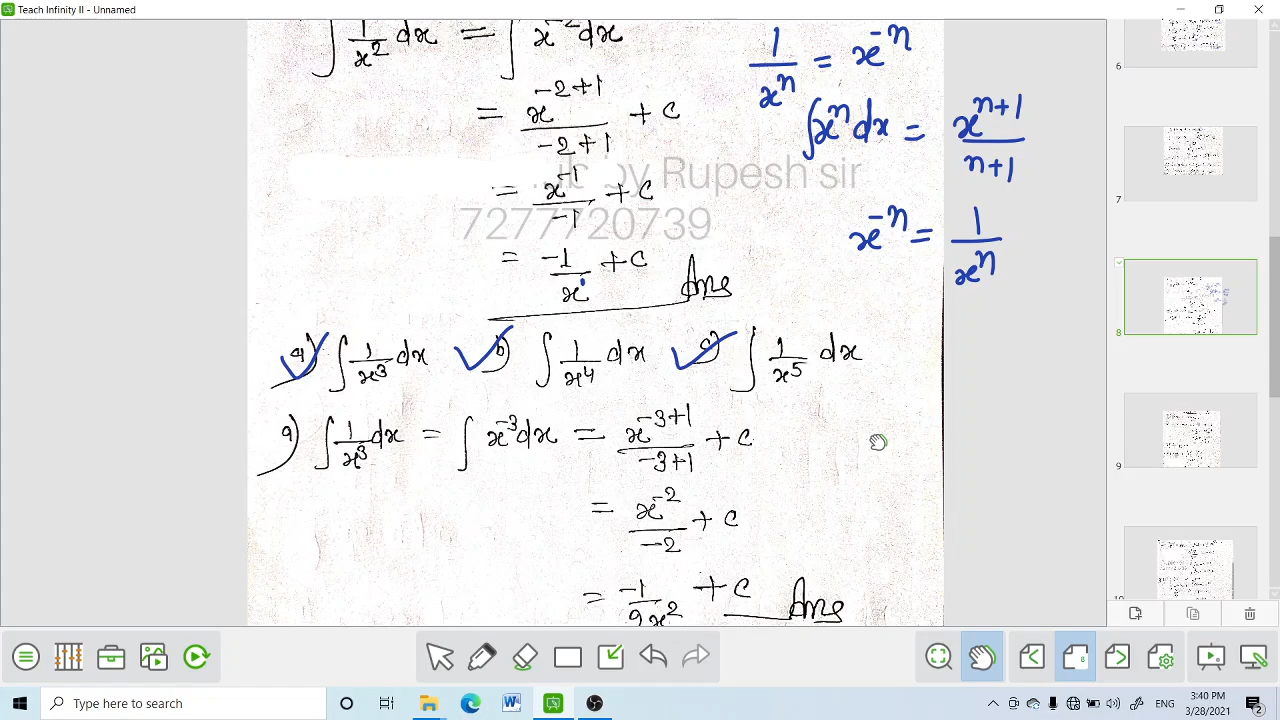 Teach Infinity II - Unnamed
∫ 1/x² dx = ∫ x⁻² dx
= x^(-2+1)/(-2+1) + c
= x⁻¹/-1 + c
= -1/x + c Ans
1/xⁿ = x⁻ⁿ
∫xⁿ dx = x^(n+1)/(n+1)
x⁻ⁿ = 1/xⁿ
by Rupesh sir
7277720739
a) ∫ 1/x³ dx b) ∫ 1/x⁴ dx c) ∫ 1/x⁵ dx
a) ∫ 1/x³ dx = ∫ x⁻³ dx = x^(-3+1)/(-3+1) + c
= x⁻²/-2 + c
= -1/2x² + c Ans
6
7
8
9
Type here to search
ENG
3:40 PM
7/28/2021
2